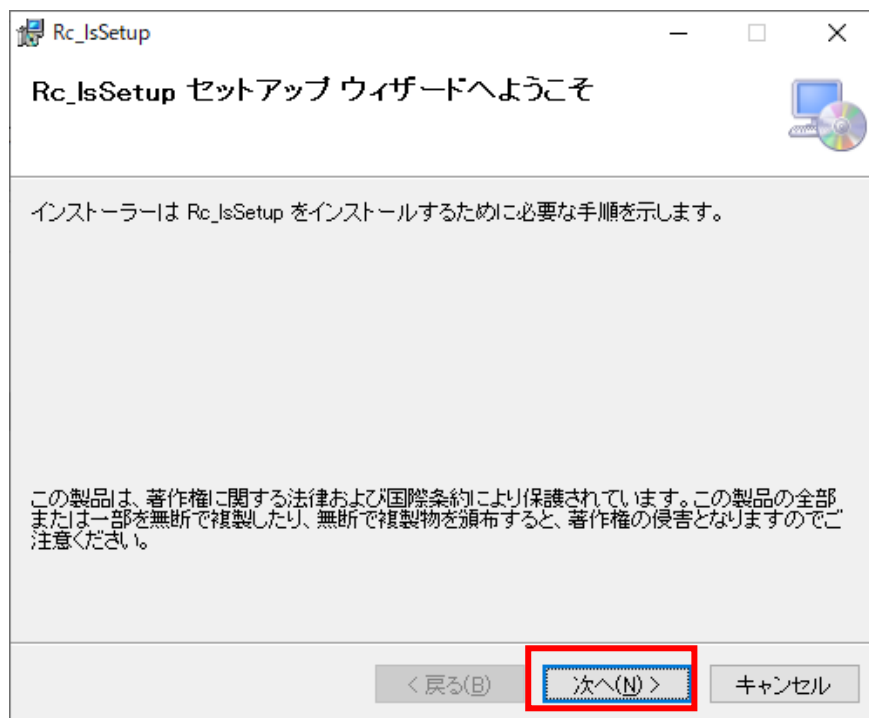 Rc_IsSetup
Rc_IsSetup セットアップ ウィザードへようこそ
インストーラーは Rc_IsSetup をインストールするために必要な手順を示します。
この製品は、著作権に関する法律および国際条約により保護されています。この製品の全部
または一部を無断で複製したり、無断で複製物を頒布すると、著作権の侵害となりますのでご
注意ください。
< 戻る(B)
次へ(N) >
キャンセル